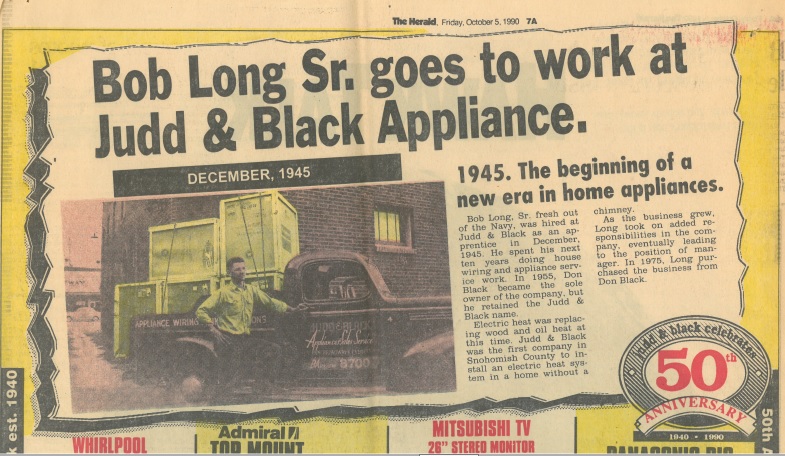 The Herald, Friday, October 5, 1990 7A
Bob Long Sr. goes to work at
Judd & Black Appliance.
DECEMBER, 1945
1945. The beginning of a
new era in home appliances.
Bob Long, Sr. fresh out
of the Navy, was hired at
Judd & Black as an ap-
prentice in December,
1945. He spent his next
ten years doing house
wiring and appliance serv-
ice work. In 1955, Don
Black became the sole
owner of the company, but
he retained the Judd &
Black name.
Electric heat was replac-
ing wood and oil heat at
this time. Judd & Black
was the first company in
Snohomish County to in-
stall an electric heat sys-
tem in a home without a
chimney.
As the business grew,
Long took on added re-
sponsibilities in the com-
pany, eventually leading
to the position of man-
ager. In 1975, Long pur-
chased the business from
Don Black.
APPLIANCE WIRING
JUDD & BLACK
Appliance Sales Service
8700
judd & black celebrates
50th
ANNIVERSARY
1940 • 1990
k est. 1940
50th A
WHIRLPOOL
Admiral
TOP MOUNT
MITSUBISHI TV
26" STEREO MONITOR
PANASONIC BIG